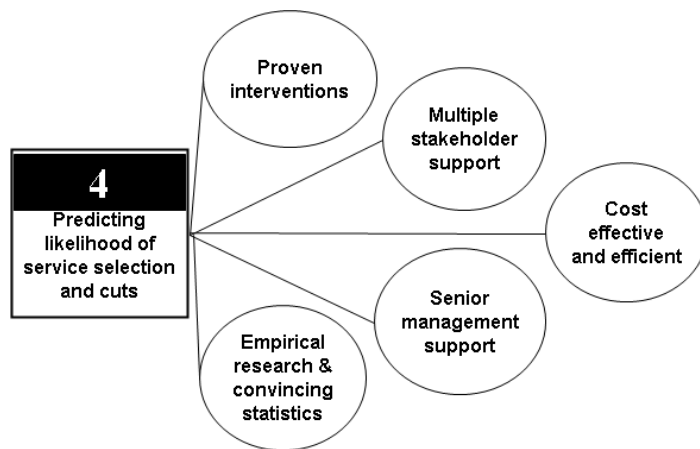 4
Predicting
likelihood of
service selection
and cuts
Proven
interventions
Multiple
stakeholder
support
Cost
effective
and efficient
Senior
management
support
Empirical
research &
convincing
statistics